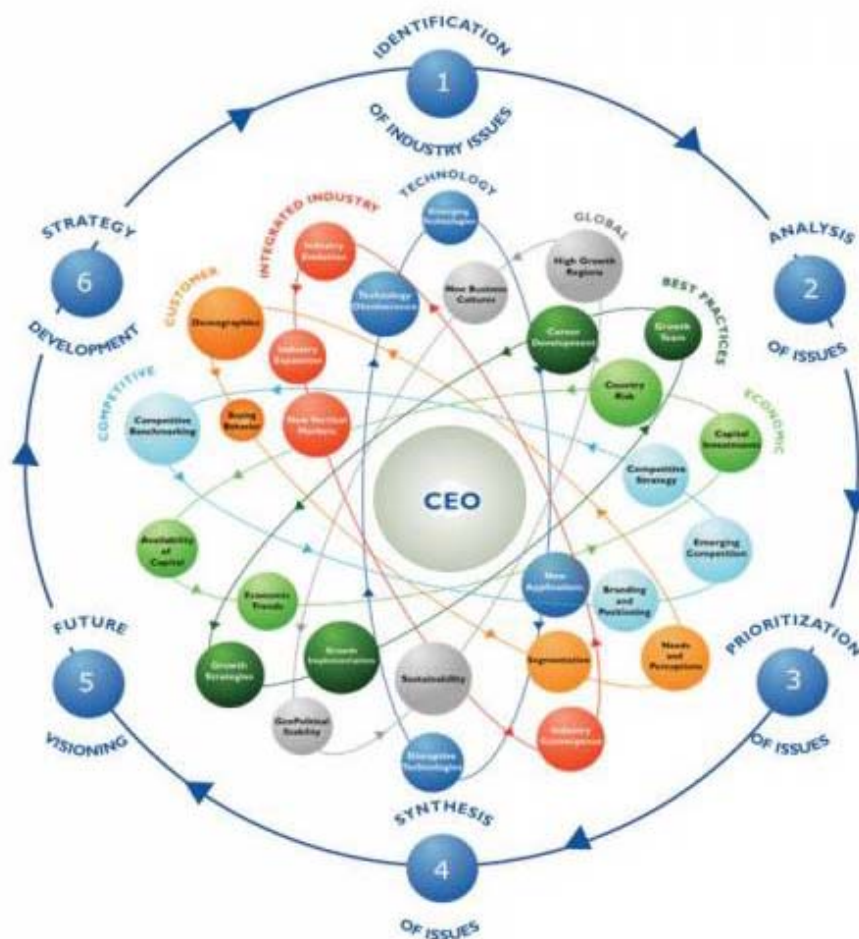 IDENTIFICATION
1
OF INDUSTRY ISSUES
ANALYSIS
2
OF ISSUES
PRIORITIZATION
3
OF ISSUES
SYNTHESIS
4
OF ISSUES
FUTURE
5
VISIONING
STRATEGY
6
DEVELOPMENT
TECHNOLOGY
Emerging
Technologies
Technology
Obsolescence
New
Applications
Disruptive
Technologies
GLOBAL
High Growth
Regions
New Business
Cultures
Sustainability
GeoPolitical
Stability
BEST PRACTICES
Career
Development
Growth
Team
Growth
Strategies
Growth
Implementation
ECONOMIC
Country
Risk
Capital
Investments
Availability
of
Capital
Economic
Trends
COMPETITIVE
Competitive
Benchmarking
Competitive
Strategy
Emerging
Competition
Branding
and
Positioning
CUSTOMER
Demographics
Buying
Behavior
Segmentation
Needs
and
Perceptions
INTEGRATED INDUSTRY
Industry
Evolution
Industry
Expansion
New Vertical
Markets
Industry
Convergence
CEO